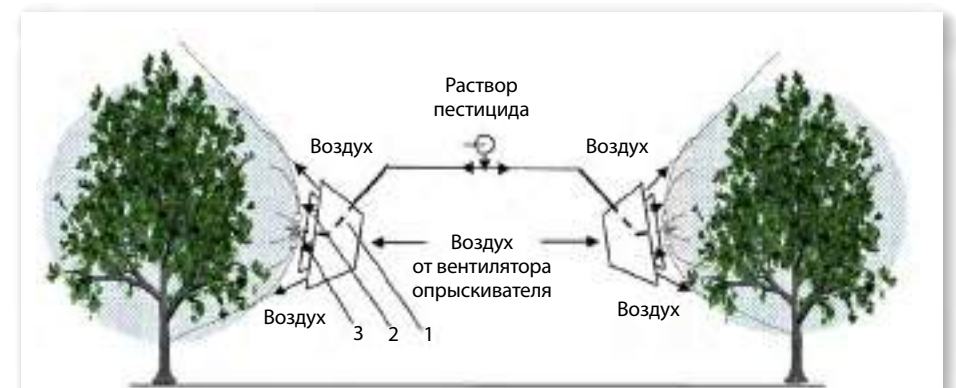 Раствор
пестицида
Воздух
Воздух
Воздух
от вентилятора
опрыскивателя
Воздух
Воздух
3 2 1